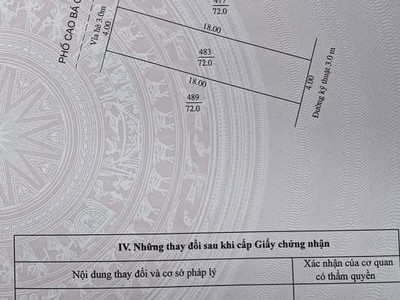 72.0
18.00
PHỐ CAO BÁ
Vỉa hè 3.0m
4.00
483
72.0
18.00
4.00
Đường kỹ thuật 3.0 m
489
72.0
IV. Những thay đổi sau khi cấp Giấy chứng nhận
Nội dung thay đổi và cơ sở pháp lý
Xác nhận của cơ quan
có thẩm quyền